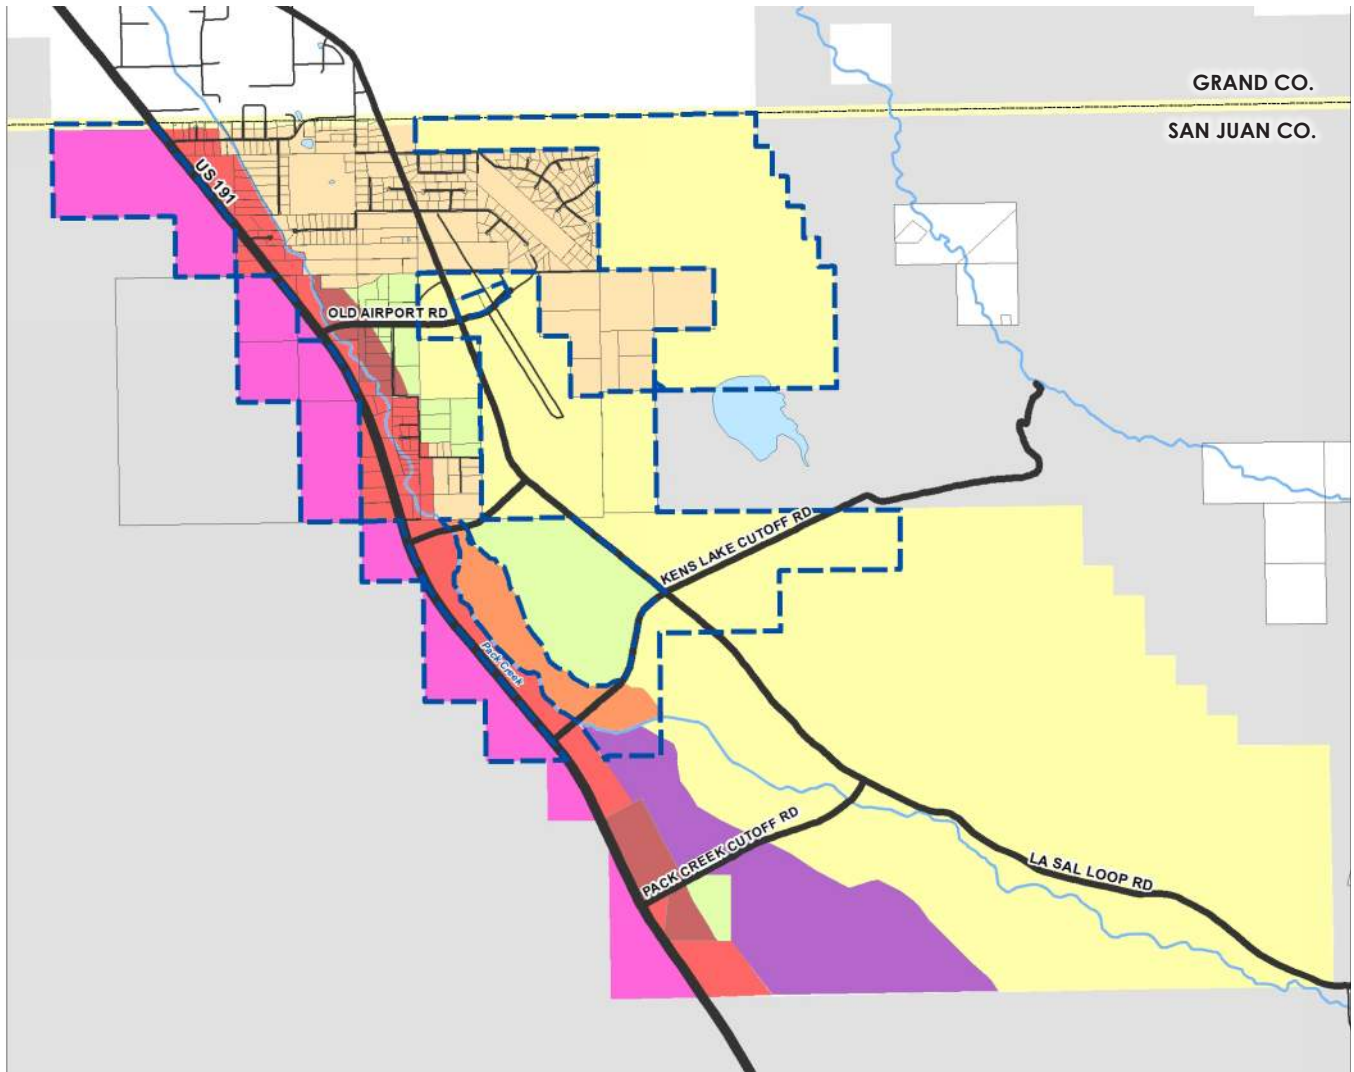 GRAND CO.
SAN JUAN CO.
US 191
OLD AIRPORT RD
KENS LAKE CUTOFF RD
Pack Creek
PACK CREEK CUTOFF RD
LA SAL LOOP RD